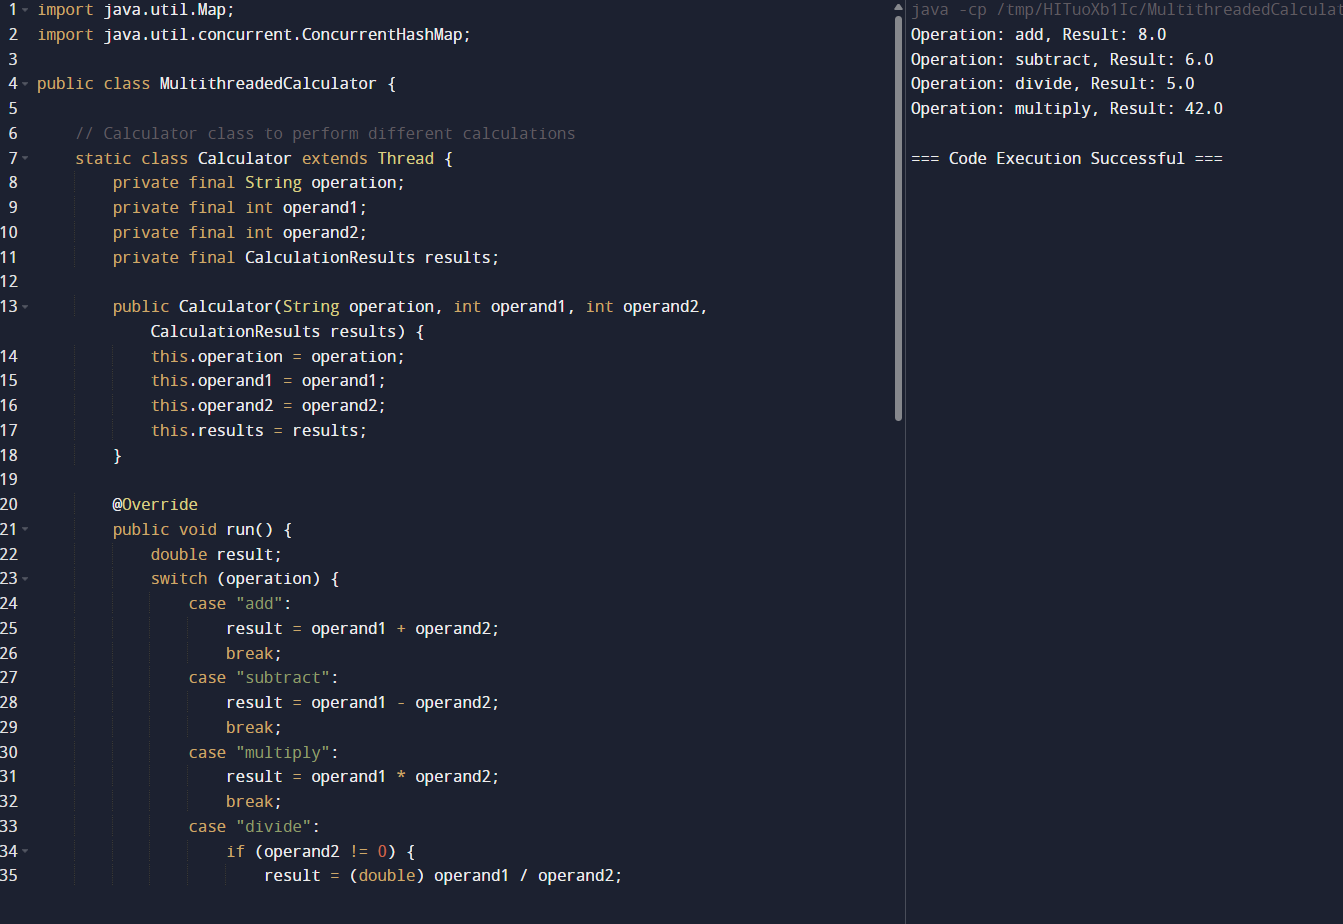 1 import java.util.Map;
2 import java.util.concurrent.ConcurrentHashMap;
3
4 public class MultithreadedCalculator {
5
6 // Calculator class to perform different calculations
7 static class Calculator extends Thread {
8 private final String operation;
9 private final int operand1;
10 private final int operand2;
11 private final CalculationResults results;
12
13 public Calculator(String operation, int operand1, int operand2,
CalculationResults results) {
14 this.operation = operation;
15 this.operand1 = operand1;
16 this.operand2 = operand2;
17 this.results = results;
18 }
19
20 @Override
21 public void run() {
22 double result;
23 switch (operation) {
24 case "add":
25 result = operand1 + operand2;
26 break;
27 case "subtract":
28 result = operand1 - operand2;
29 break;
30 case "multiply":
31 result = operand1 * operand2;
32 break;
33 case "divide":
34 if (operand2 != 0) {
35 result = (double) operand1 / operand2;
java -cp /tmp/HITuoXb1Ic/MultithreadedCalculat
Operation: add, Result: 8.0
Operation: subtract, Result: 6.0
Operation: divide, Result: 5.0
Operation: multiply, Result: 42.0
=== Code Execution Successful ===